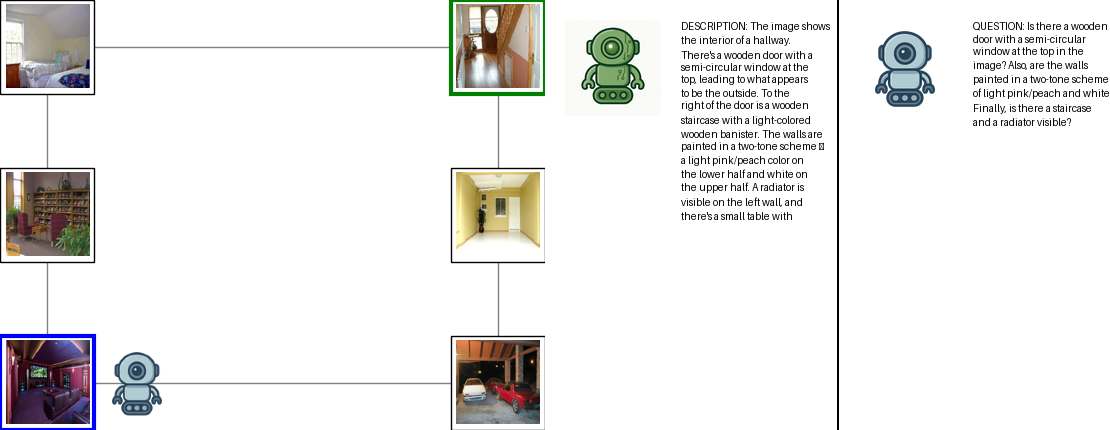 DESCRIPTION: The image shows
the interior of a hallway.
There's a wooden door with a
semi-circular window at the
top, leading to what appears
to be the outside. To the
right of the door is a wooden
staircase with a light-colored
wooden banister. The walls are
painted in a two-tone scheme
a light pink/peach color on
the lower half and white on
the upper half. A radiator is
visible on the left wall, and
there's a small table with
QUESTION: Is there a wooden
door with a semi-circular
window at the top in the
image? Also, are the walls
painted in a two-tone scheme
of light pink/peach and white
Finally, is there a staircase
and a radiator visible?